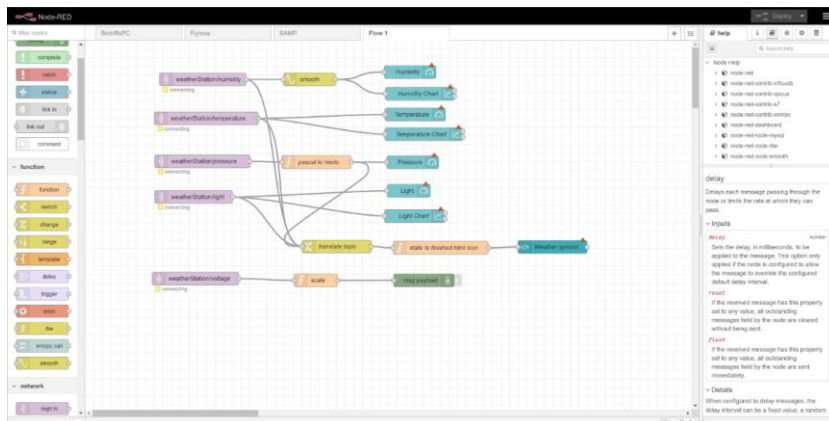 Node-RED
Deploy
filter nodes
BedriftsPC
Flow 1
SAMP
help
Search help
complete
catch
status
link in
link out
comment
function
function
switch
change
range
template
delay
trigger
exec
rbe
smooth
network
mqtt in
weatherStation/humidity
connecting
smooth
Humidity
Humidity Chart
weatherStation/temperature
connecting
Temperature
Temperature Chart
weatherStation/pressure
connecting
pascal to hecto
Pressure
weatherStation/light
connecting
Light
Light Chart
translate topic
state to finished html icon
Weather symbol
weatherStation/voltage
connecting
scale
msg.payload
Node Help
node-red
node-red-contrib-influxdb
node-red-contrib-opcua
node-red-contrib-s7
node-red-dashboard
node-red-node-mysql
node-red-node-rbe
node-red-node-smooth
delay
Delays each message passing through the
node or limits the rate at which they can
pass.
Inputs
delay number
Sets the delay, in milliseconds, to be
applied to the message. This option only
applies if the node is configured to allow
the message to override the configured
default delay interval.
reset
If the received message has this property
set to any value, all outstanding
messages held by the node are cleared
without being sent.
flush
If the received message has this property
set to any value, all outstanding
messages held by the node are sent
immediately.
Details
When configured to delay messages, the
delay interval can be a fixed value, a random